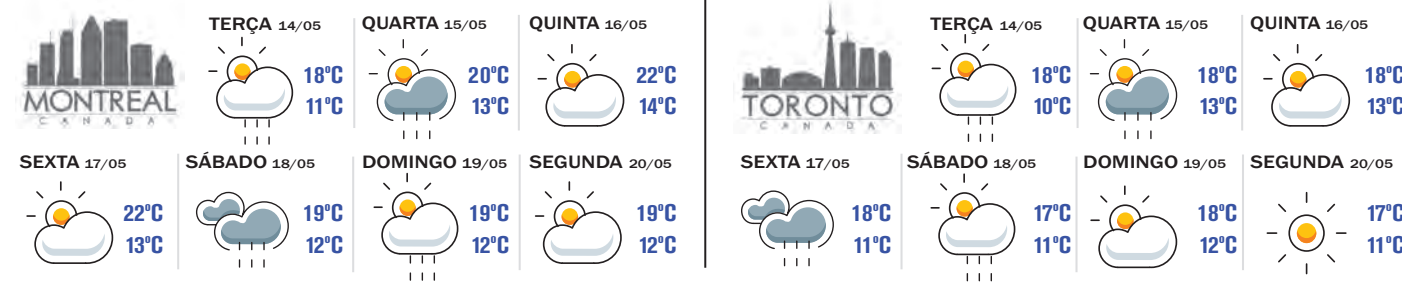 MONTREAL
CANADA
TERÇA 14/05
18ºC
11ºC
QUARTA 15/05
20ºC
13ºC
QUINTA 16/05
22ºC
14ºC
SEXTA 17/05
22ºC
13ºC
SÁBADO 18/05
19ºC
12ºC
DOMINGO 19/05
19ºC
12ºC
SEGUNDA 20/05
19ºC
12ºC
TORONTO
CANADA
TERÇA 14/05
18ºC
10ºC
QUARTA 15/05
18ºC
13ºC
QUINTA 16/05
18ºC
13ºC
SEXTA 17/05
18ºC
11ºC
SÁBADO 18/05
17ºC
11ºC
DOMINGO 19/05
18ºC
12ºC
SEGUNDA 20/05
17ºC
11ºC